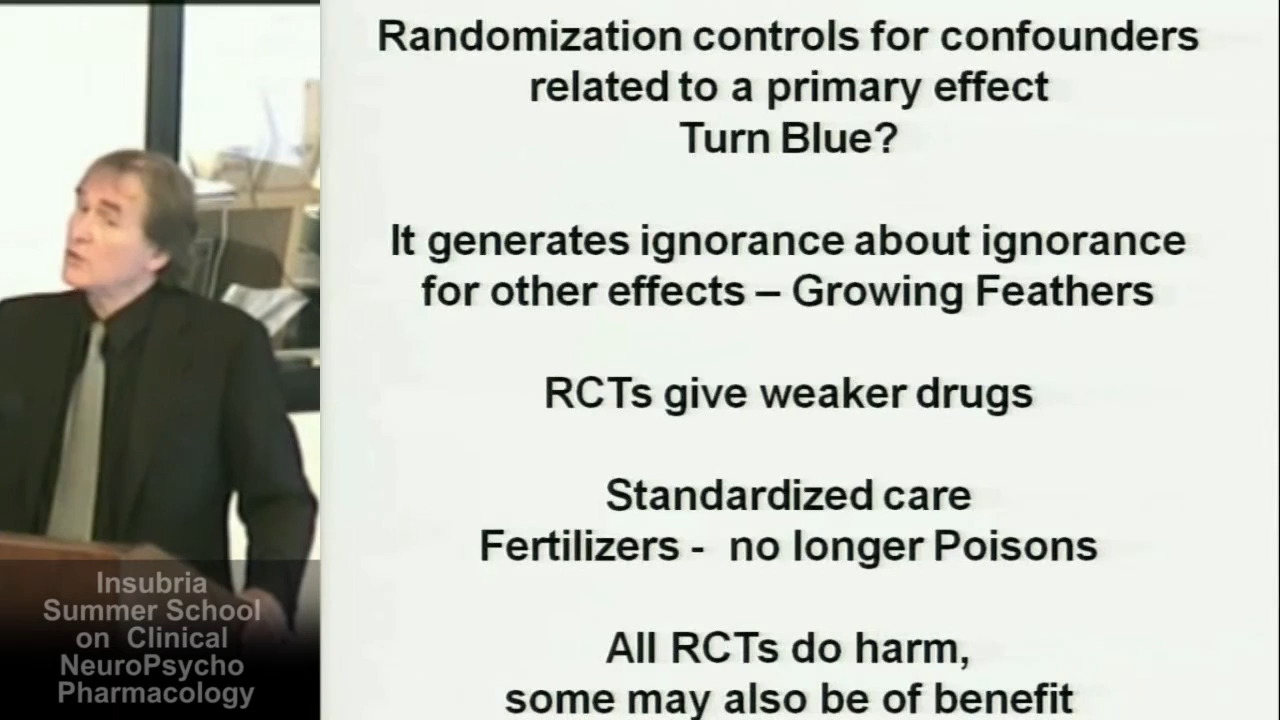 Randomization controls for confounders
related to a primary effect
Turn Blue?
It generates ignorance about ignorance
for other effects – Growing Feathers
RCTs give weaker drugs
Standardized care
Fertilizers - no longer Poisons
All RCTs do harm,
some may also be of benefit
Insubria
Summer School
on Clinical
NeuroPsycho
Pharmacology